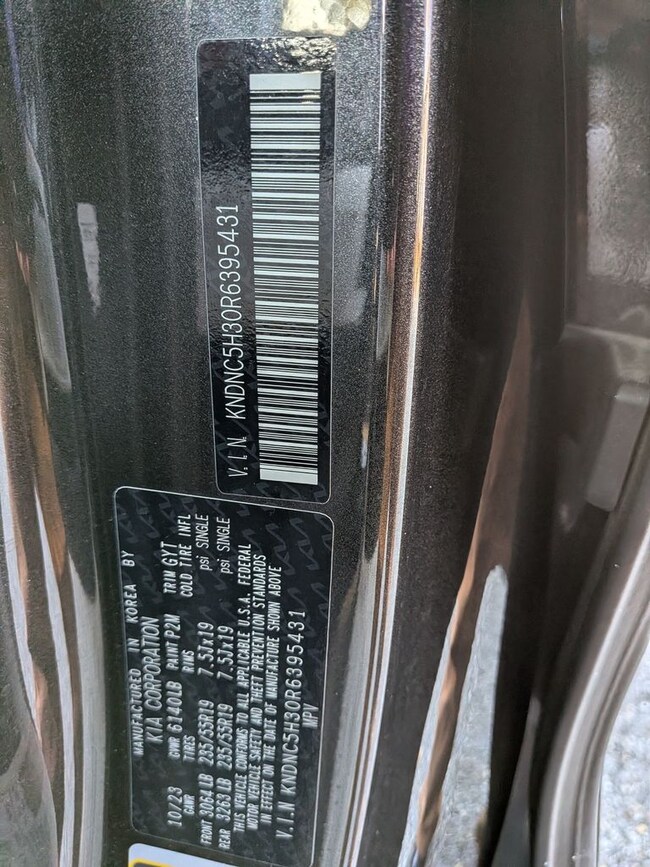 V.I.N. KNDNC5H30R6395431
MANUFACTURED IN KOREA BY
KIA CORPORATION
10/23 GVWR 6140LB PAINT P2M TRIM GYT
GAWR TIRES RIMS COLD TIRE INFL
FRONT 3064LB 235/55R19 7.5Jx19 psi SINGLE
REAR 3263LB 235/55R19 7.5Jx19 psi SINGLE
THIS VEHICLE CONFORMS TO ALL APPLICABLE U.S.A. FEDERAL
MOTOR VEHICLE SAFETY AND THEFT PREVENTION STANDARDS
IN EFFECT ON THE DATE OF MANUFACTURE SHOWN ABOVE
V.I.N KNDNC5H30R6395431
MPV